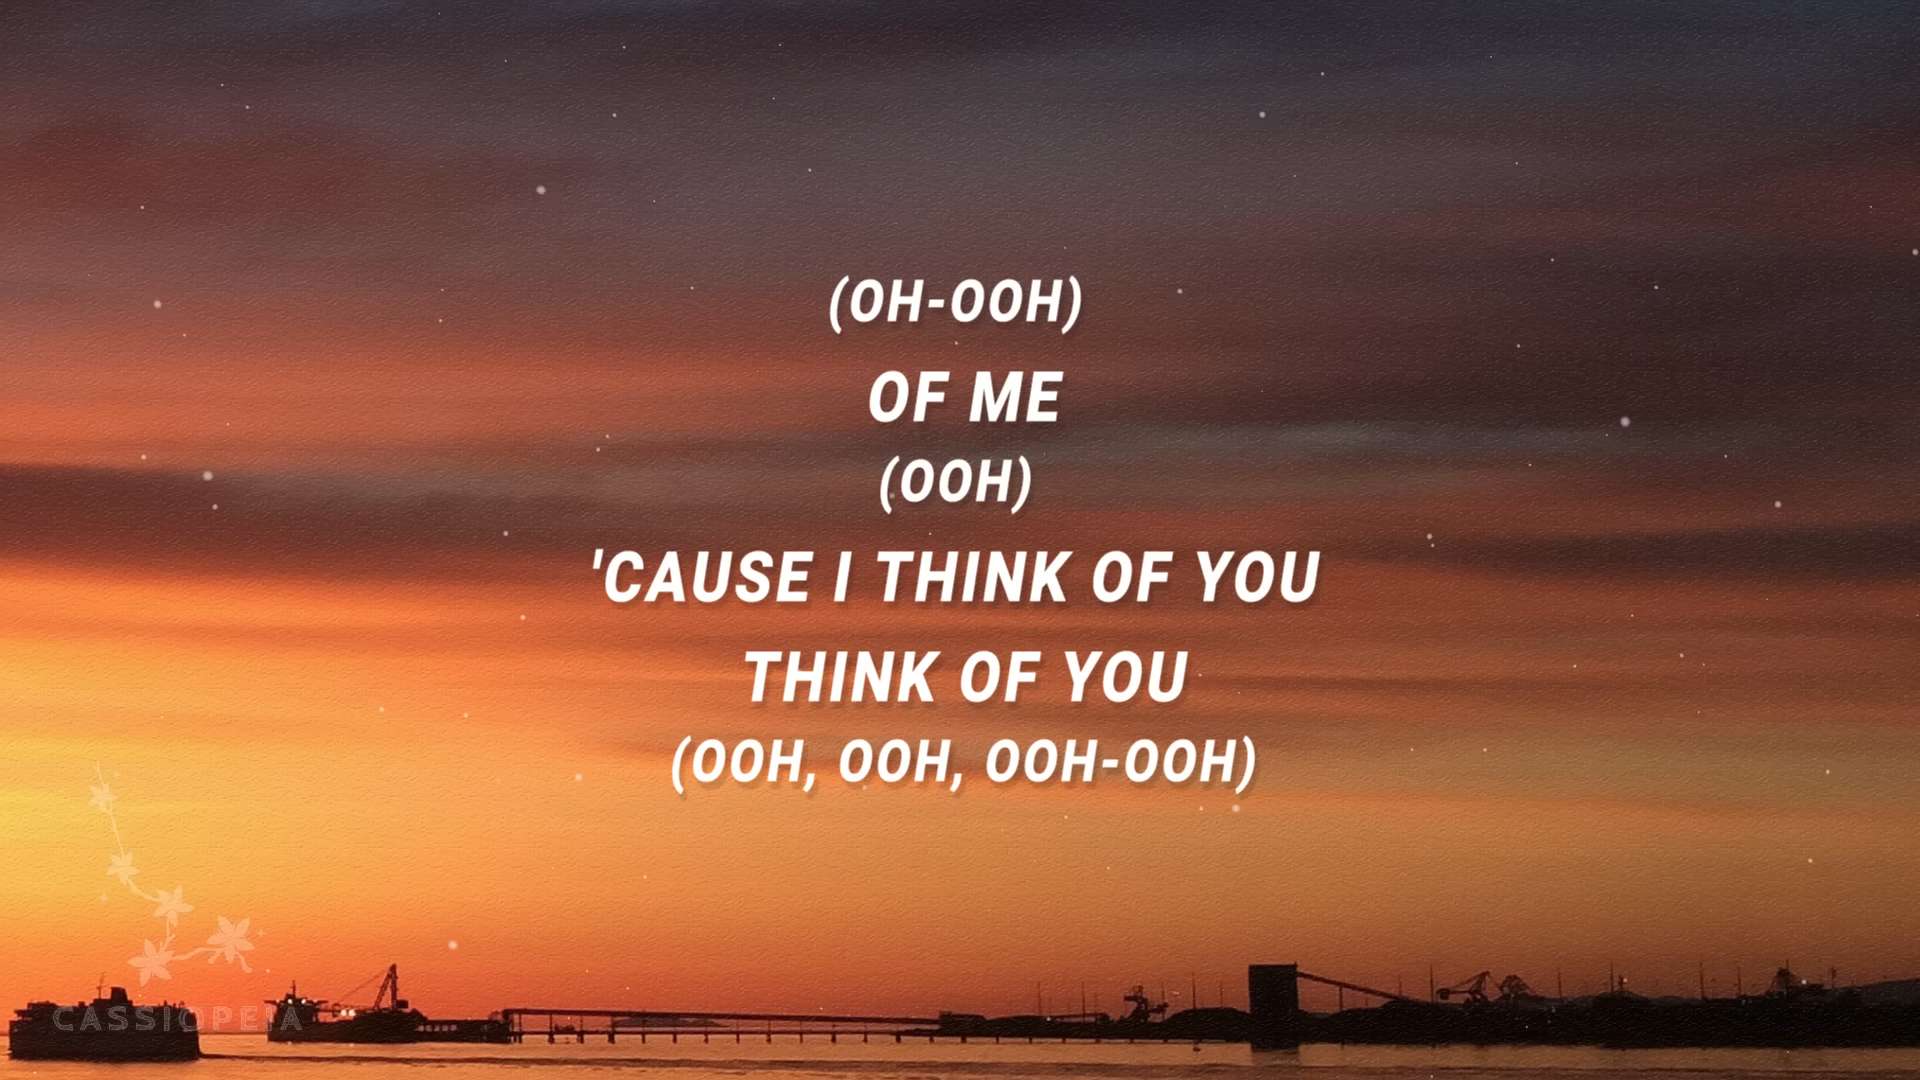 (OH-OOH)
OF ME
(OOH)
'CAUSE I THINK OF YOU
THINK OF YOU
(OOH, OOH, OOH-OOH)
CASSIOPEIA